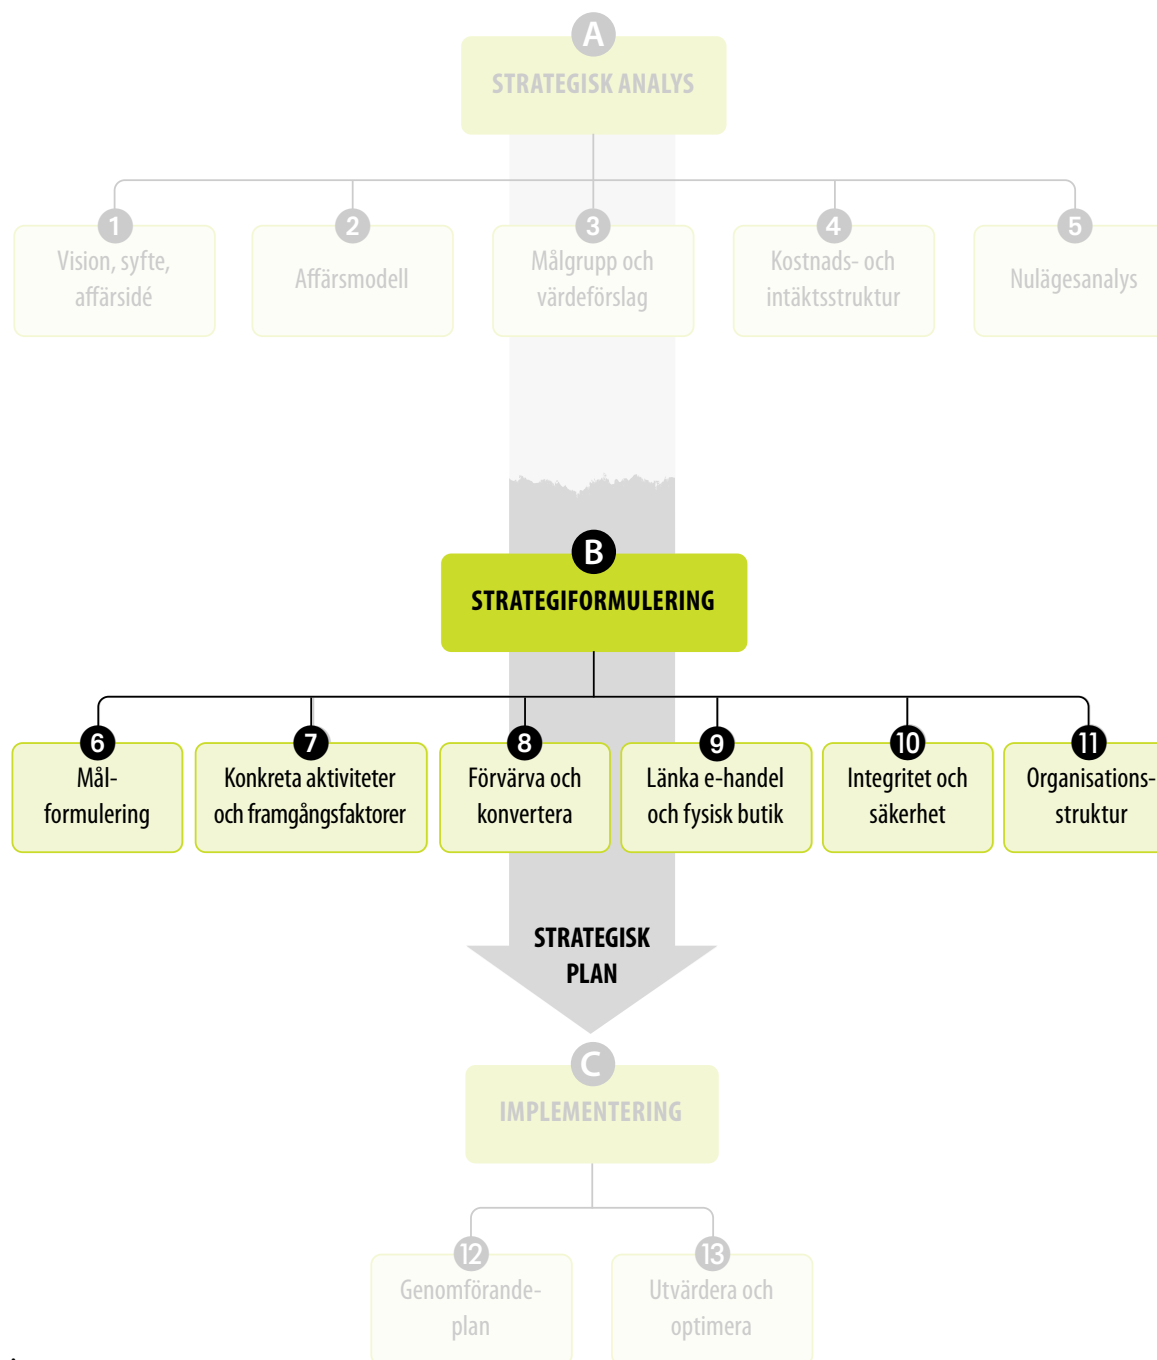 A
STRATEGISK ANALYS
1
Vision, syfte,
affärsidé
2
Affärsmodell
3
Målgrupp och
värdeförslag
4
Kostnads- och
intäktsstruktur
5
Nulägesanalys
B
STRATEGIFORMULERING
6
Mål-
formulering
7
Konkreta aktiviteter
och framgångsfaktorer
8
Förvärva och
konvertera
9
Länka e-handel
och fysisk butik
10
Integritet och
säkerhet
11
Organisations-
struktur
STRATEGISK
PLAN
C
IMPLEMENTERING
12
Genomförande-
plan
13
Utvärdera och
optimera